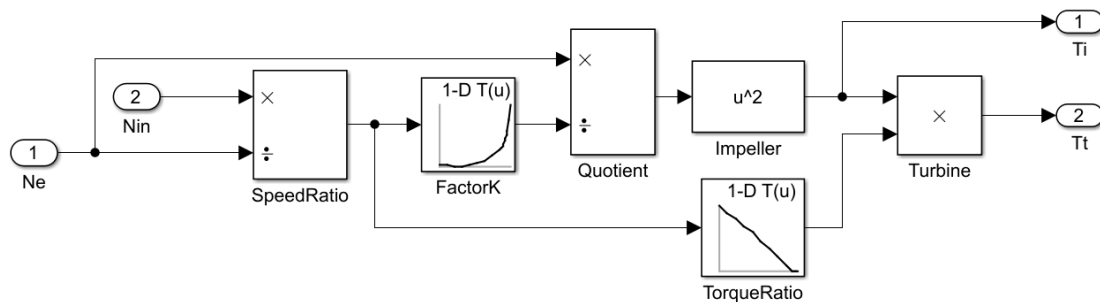 1
Ne
2
Nin
×
÷
SpeedRatio
1-D T(u)
FactorK
×
÷
Quotient
u^2
Impeller
1-D T(u)
TorqueRatio
×
Turbine
1
Ti
2
Tt